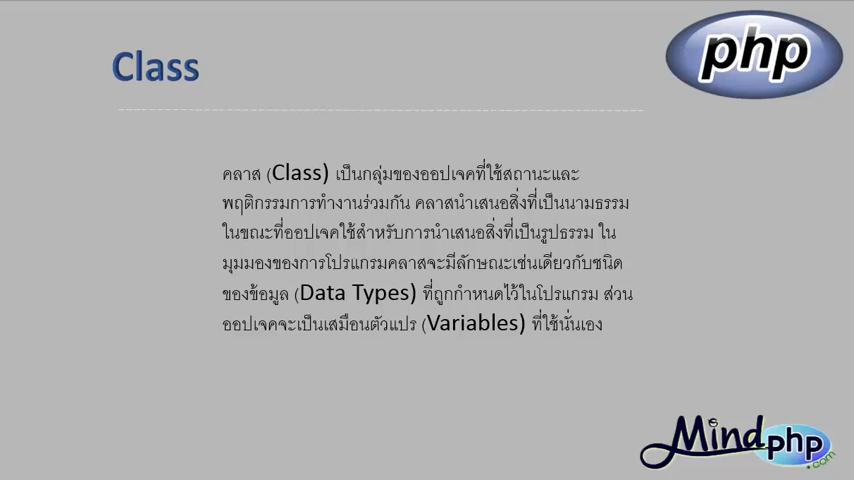 php
Class
คลาส (Class) เป็นกลุ่มของออปเจคที่ใช้สถานะและ
พฤติกรรมการทำงานร่วมกัน คลาสนำเสนอสิ่งที่เป็นนามธรรม
ในขณะที่ออปเจคใช้สำหรับการนำเสนอสิ่งที่เป็นรูปธรรม ใน
มุมมองของการโปรแกรมคลาสจะมีลักษณะเช่นเดียวกับชนิด
ของข้อมูล (Data Types) ที่ถูกกำหนดไว้ในโปรแกรม ส่วน
ออปเจคจะเป็นเสมือนตัวแปร (Variables) ที่ใช้นั่นเอง
Mindphp.com